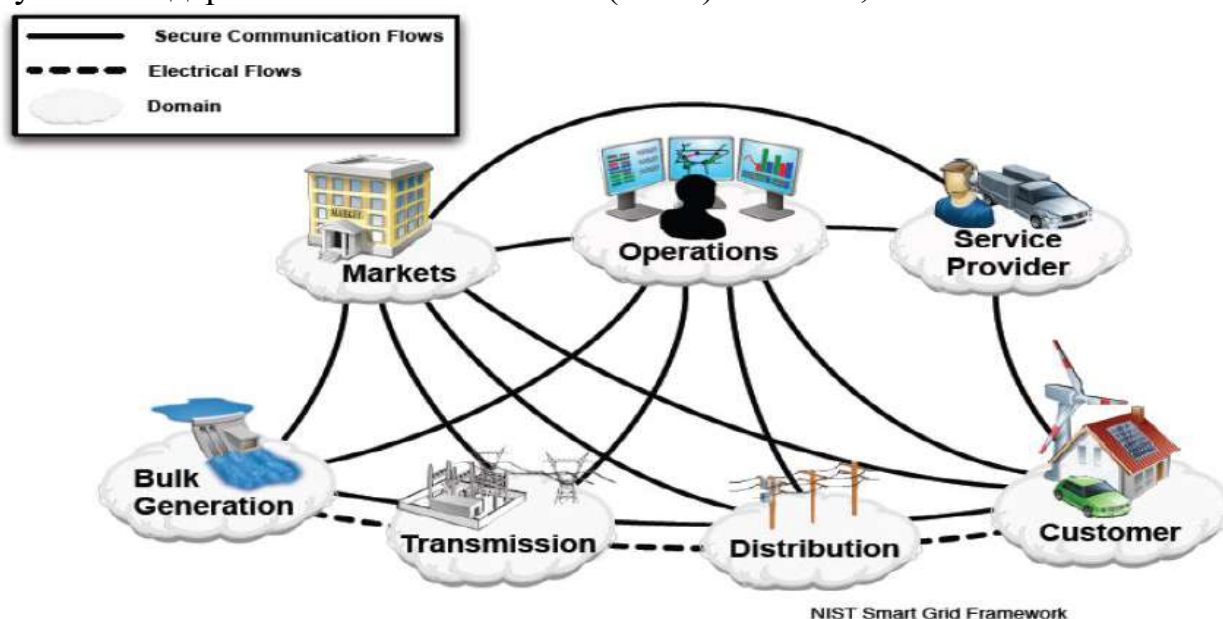 Secure Communication Flows
Electrical Flows
Domain
MARKET
Markets
Operations
Service
Provider
Bulk
Generation
Transmission
Distribution
Customer
NIST Smart Grid Framework